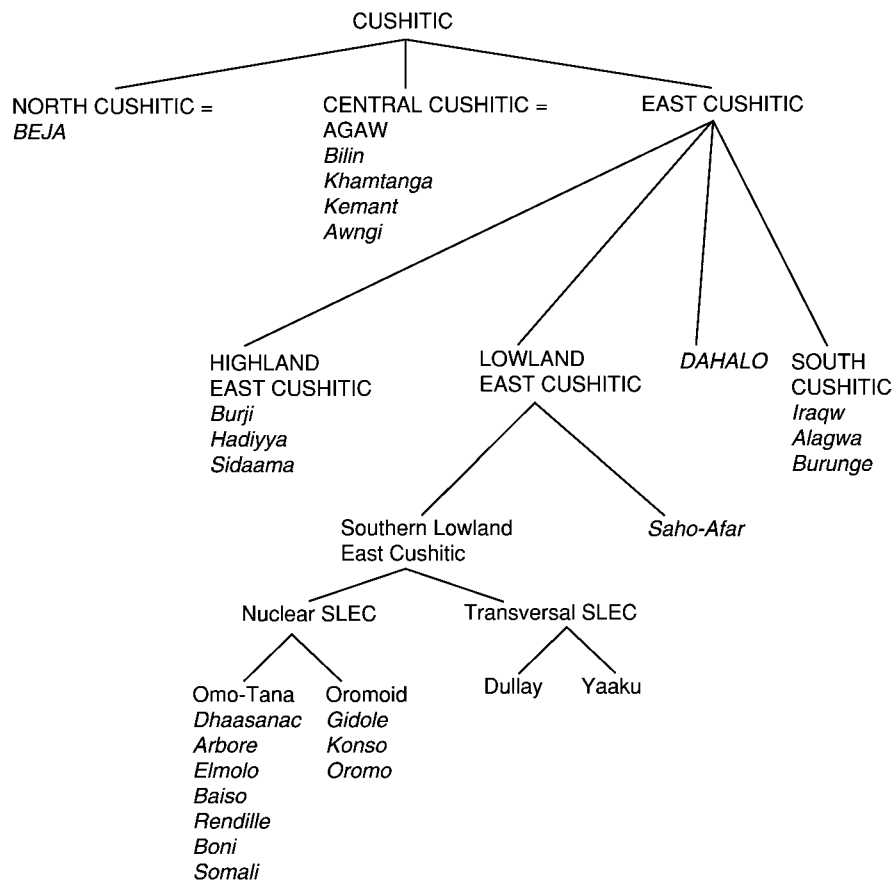 CUSHITIC
NORTH CUSHITIC =
BEJA
CENTRAL CUSHITIC =
AGAW
Bilin
Khamtanga
Kemant
Awngi
EAST CUSHITIC
HIGHLAND
EAST CUSHITIC
Burji
Hadiyya
Sidaama
LOWLAND
EAST CUSHITIC
DAHALO
SOUTH
CUSHITIC
Iraqw
Alagwa
Burunge
Southern Lowland
East Cushitic
Saho-Afar
Nuclear SLEC
Transversal SLEC
Omo-Tana
Dhaasanac
Arbore
Elmolo
Baiso
Rendille
Boni
Somali
Oromoid
Gidole
Konso
Oromo
Dullay
Yaaku